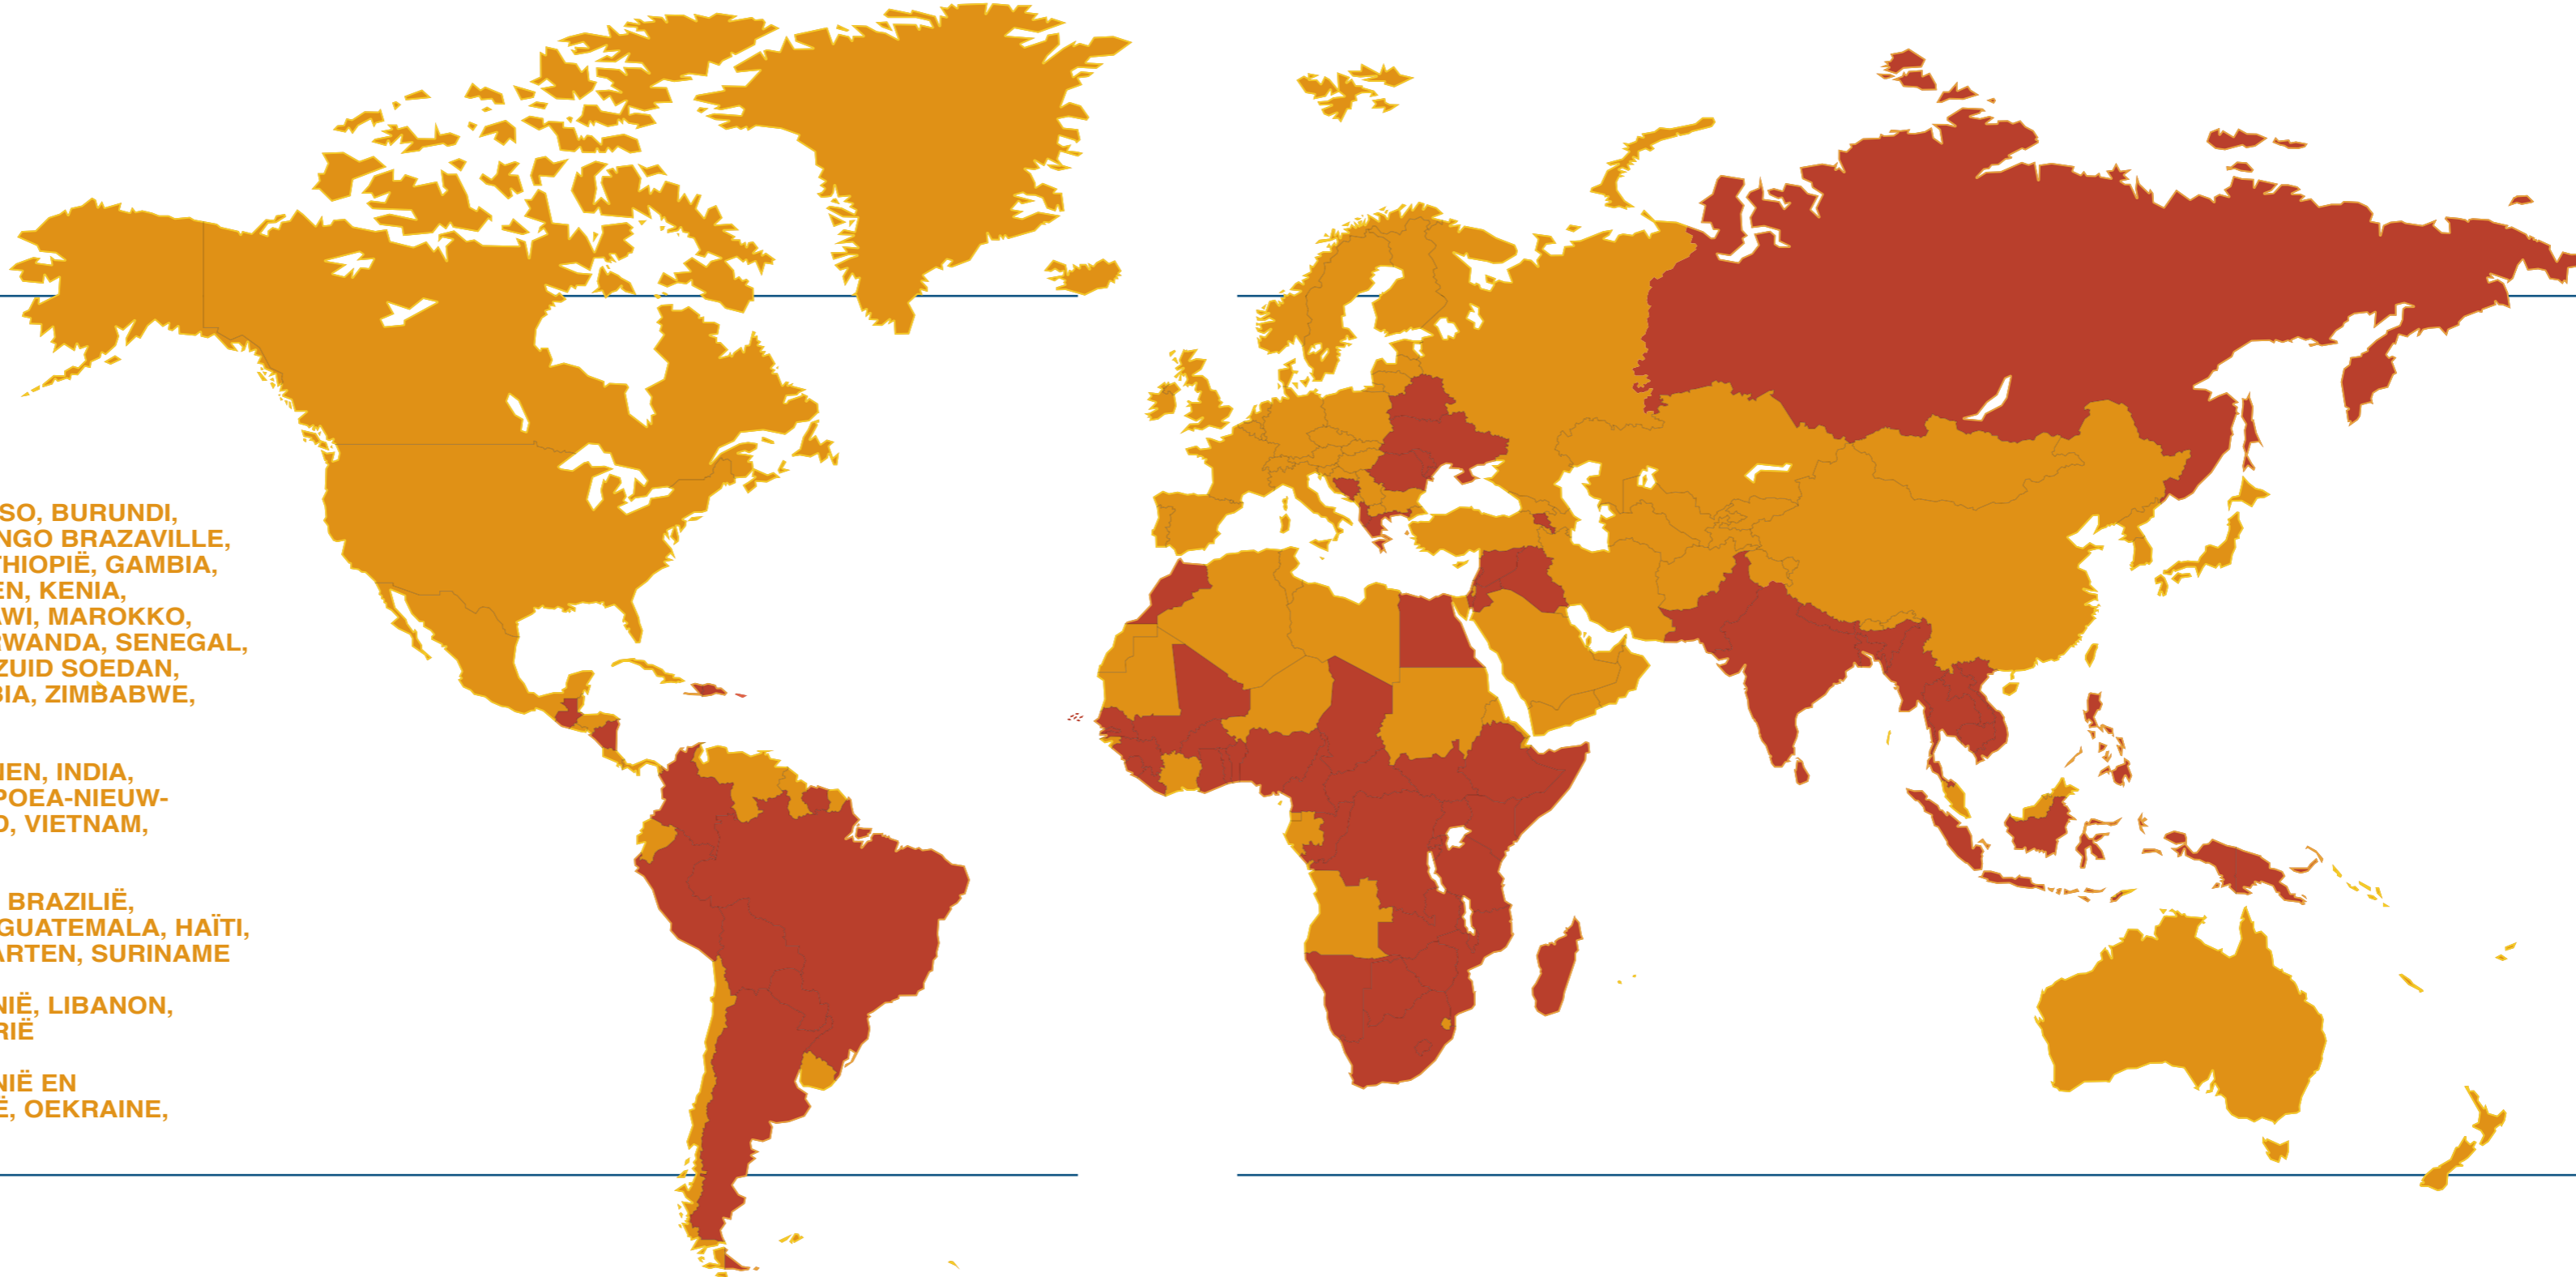 SO, BURUNDI,
NGO BRAZAVILLE,
THIOPIË, GAMBIA,
EN, KENIA,
WI, MAROKKO,
RWANDA, SENEGAL,
ZUID SOEDAN,
BIA, ZIMBABWE,
IEN, INDIA,
POEA-NIEUW-
D, VIETNAM,
BRAZILIË,
GUATEMALA, HAÏTI,
ARTEN, SURINAME
NIË, LIBANON,
RIË
NIË EN
Ë, OEKRAINE,